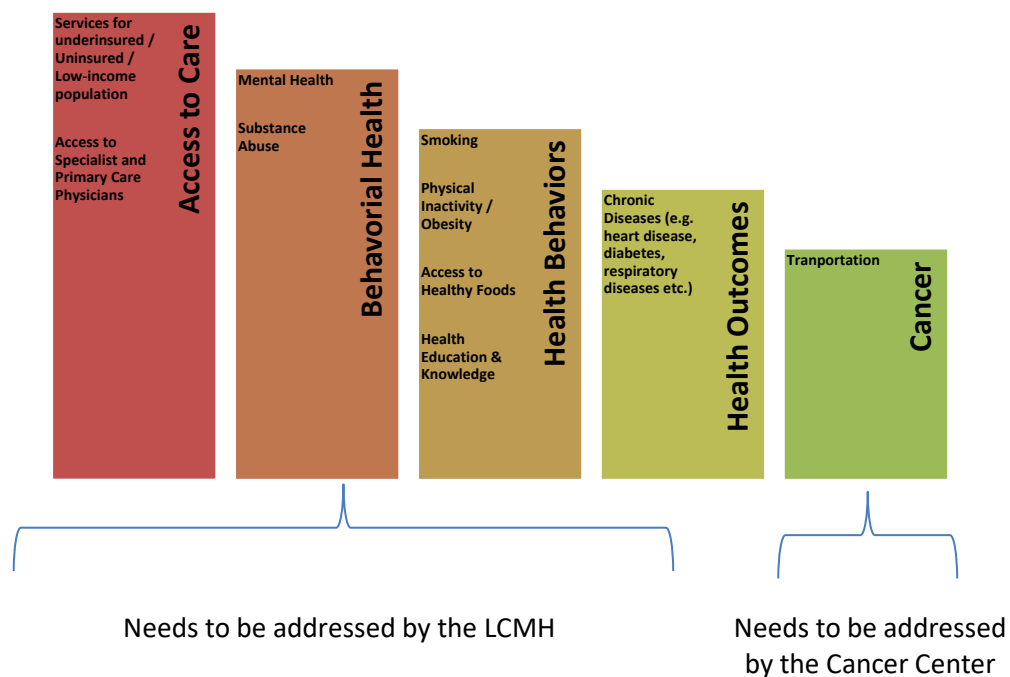 Services for
underinsured /
Uninsured /
Low-income
population
Access to
Specialist and
Primary Care
Physicians
Access to Care
Mental Health
Substance
Abuse
Behavorial Health
Smoking
Physical
Inactivity /
Obesity
Access to
Healthy Foods
Health
Education &
Knowledge
Health Behaviors
Chronic
Diseases (e.g.
heart disease,
diabetes,
respiratory
diseases etc.)
Health Outcomes
Tranportation
Cancer
Needs to be addressed by the LCMH
Needs to be addressed
by the Cancer Center